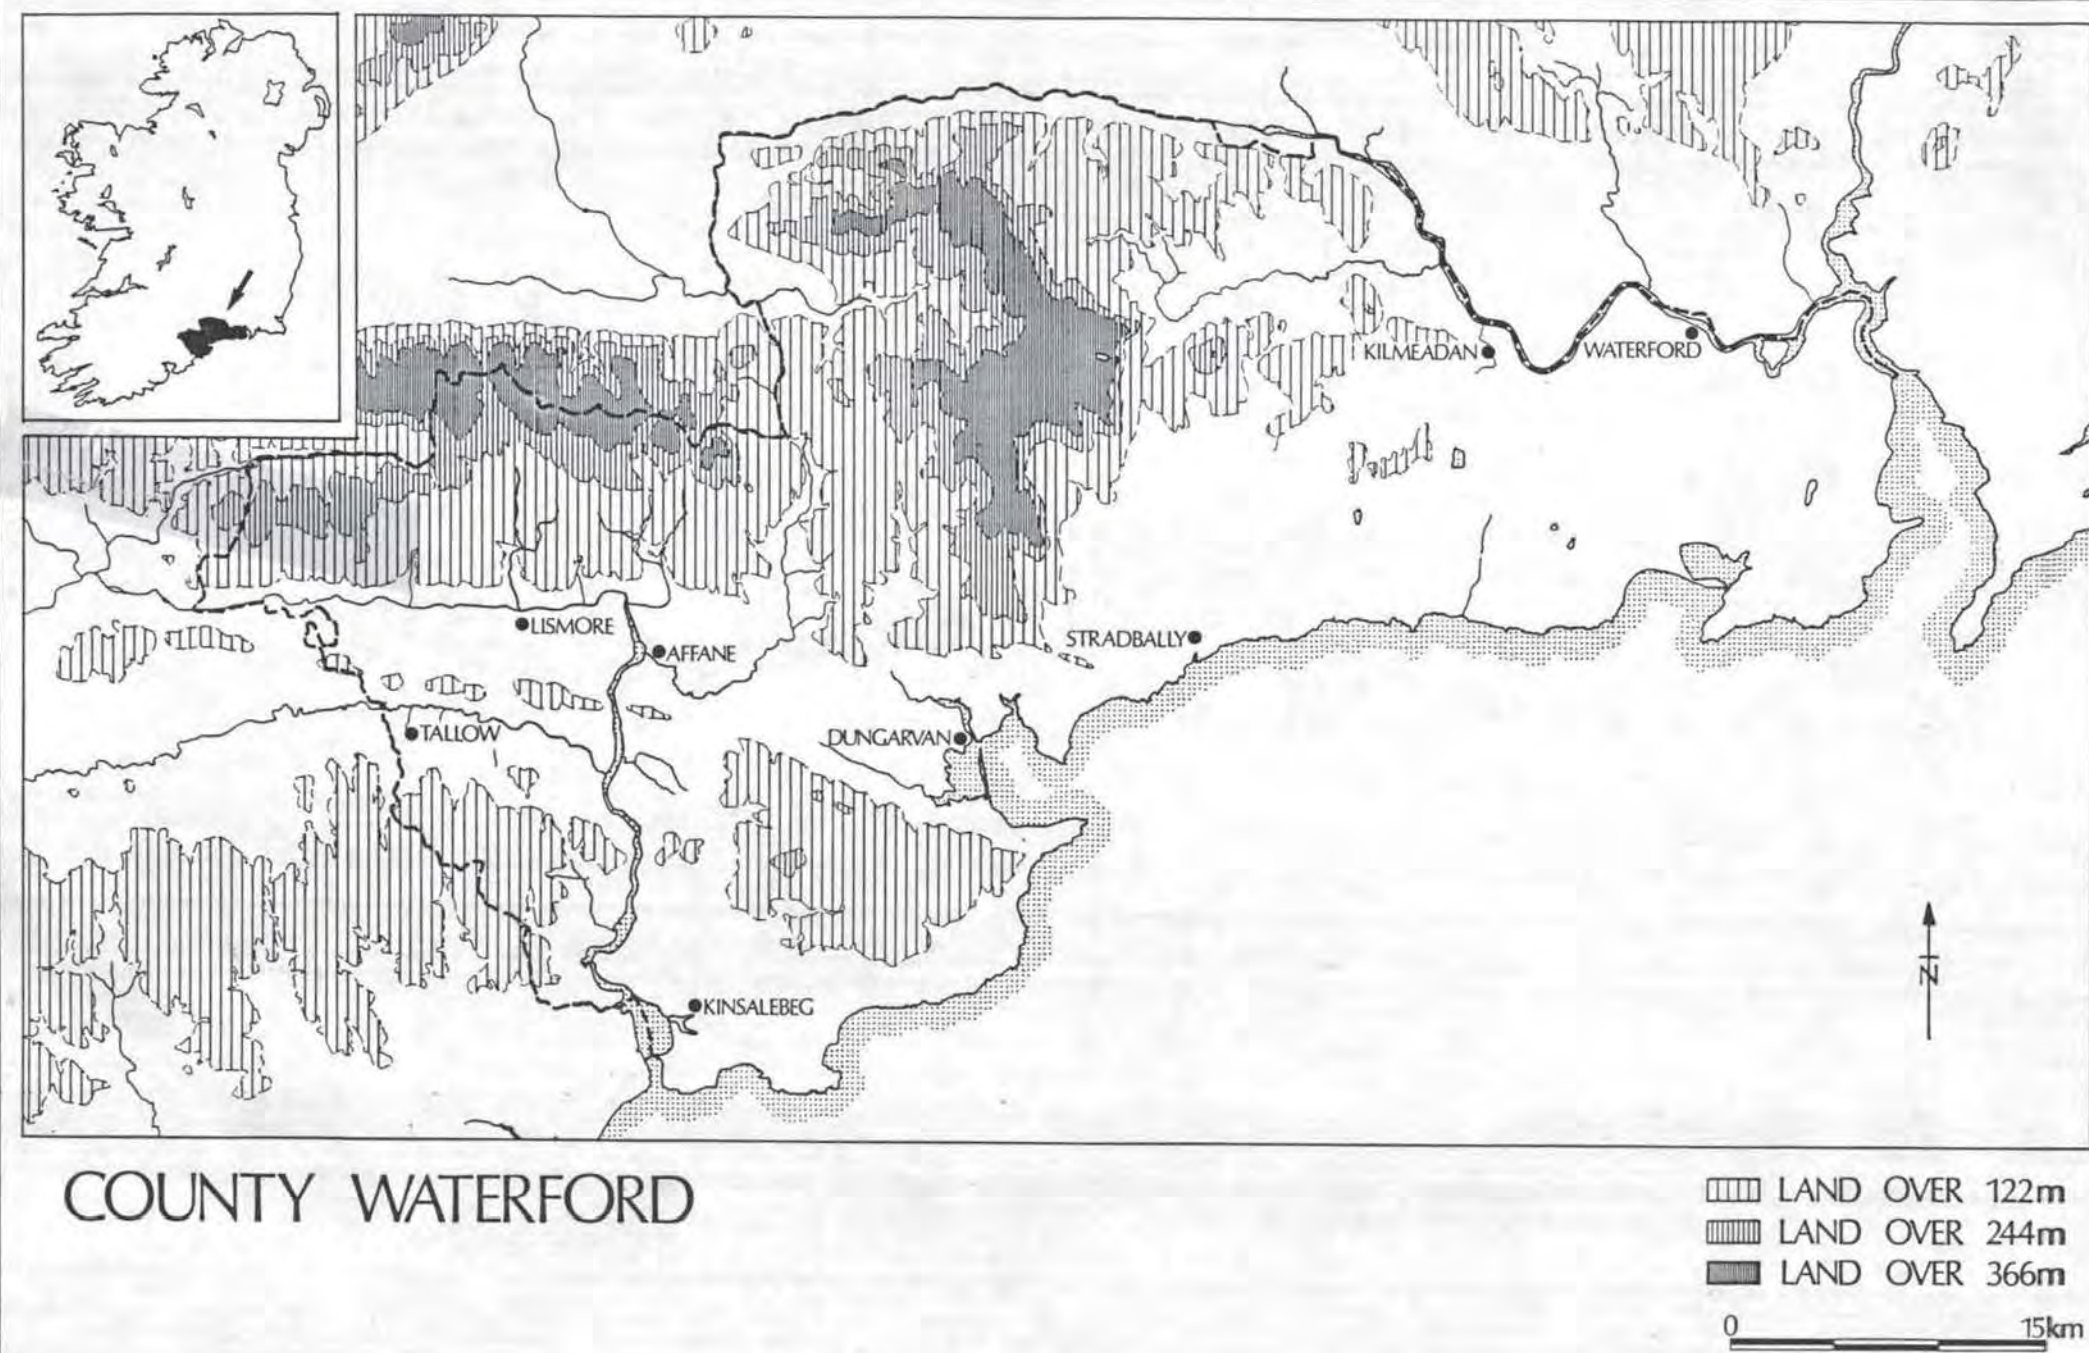 KILMEADAN
WATERFORD
LISMORE
AFFANE
STRADBALLY
TALLOW
DUNGARVAN
N
KINSALEBEG
COUNTY WATERFORD
LAND OVER 122m
LAND OVER 244m
LAND OVER 366m
0 15km